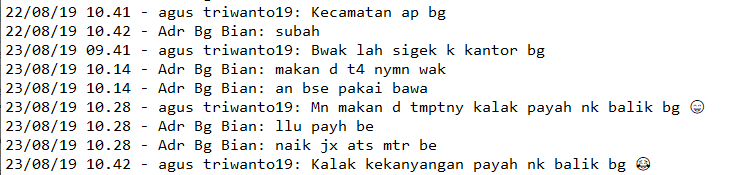 22/08/19 10.41 - agus triwanto19: Kecamatan ap bg
22/08/19 10.42 - Adr Bg Bian: subah
23/08/19 09.41 - agus triwanto19: Bwak lah sigek k kantor bg
23/08/19 10.14 - Adr Bg Bian: makan d t4 nymn wak
23/08/19 10.14 - Adr Bg Bian: an bse pakai bawa
23/08/19 10.28 - agus triwanto19: Mn makan d tmptny kalak payah nk balik bg 😁
23/08/19 10.28 - Adr Bg Bian: llu payh be
23/08/19 10.28 - Adr Bg Bian: naik jx ats mtr be
23/08/19 10.42 - agus triwanto19: Kalak kekanyangan payah nk balik bg 😂